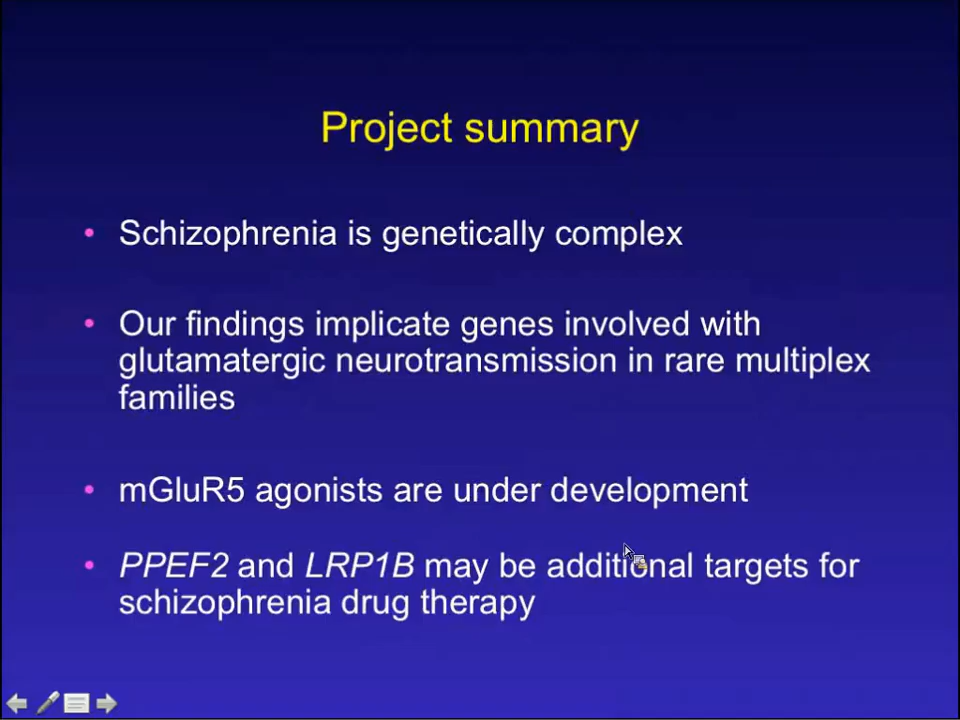 Project summary
• Schizophrenia is genetically complex
• Our findings implicate genes involved with
glutamatergic neurotransmission in rare multiplex
families
• mGluR5 agonists are under development
• PPEF2 and LRP1B may be additional targets for
schizophrenia drug therapy